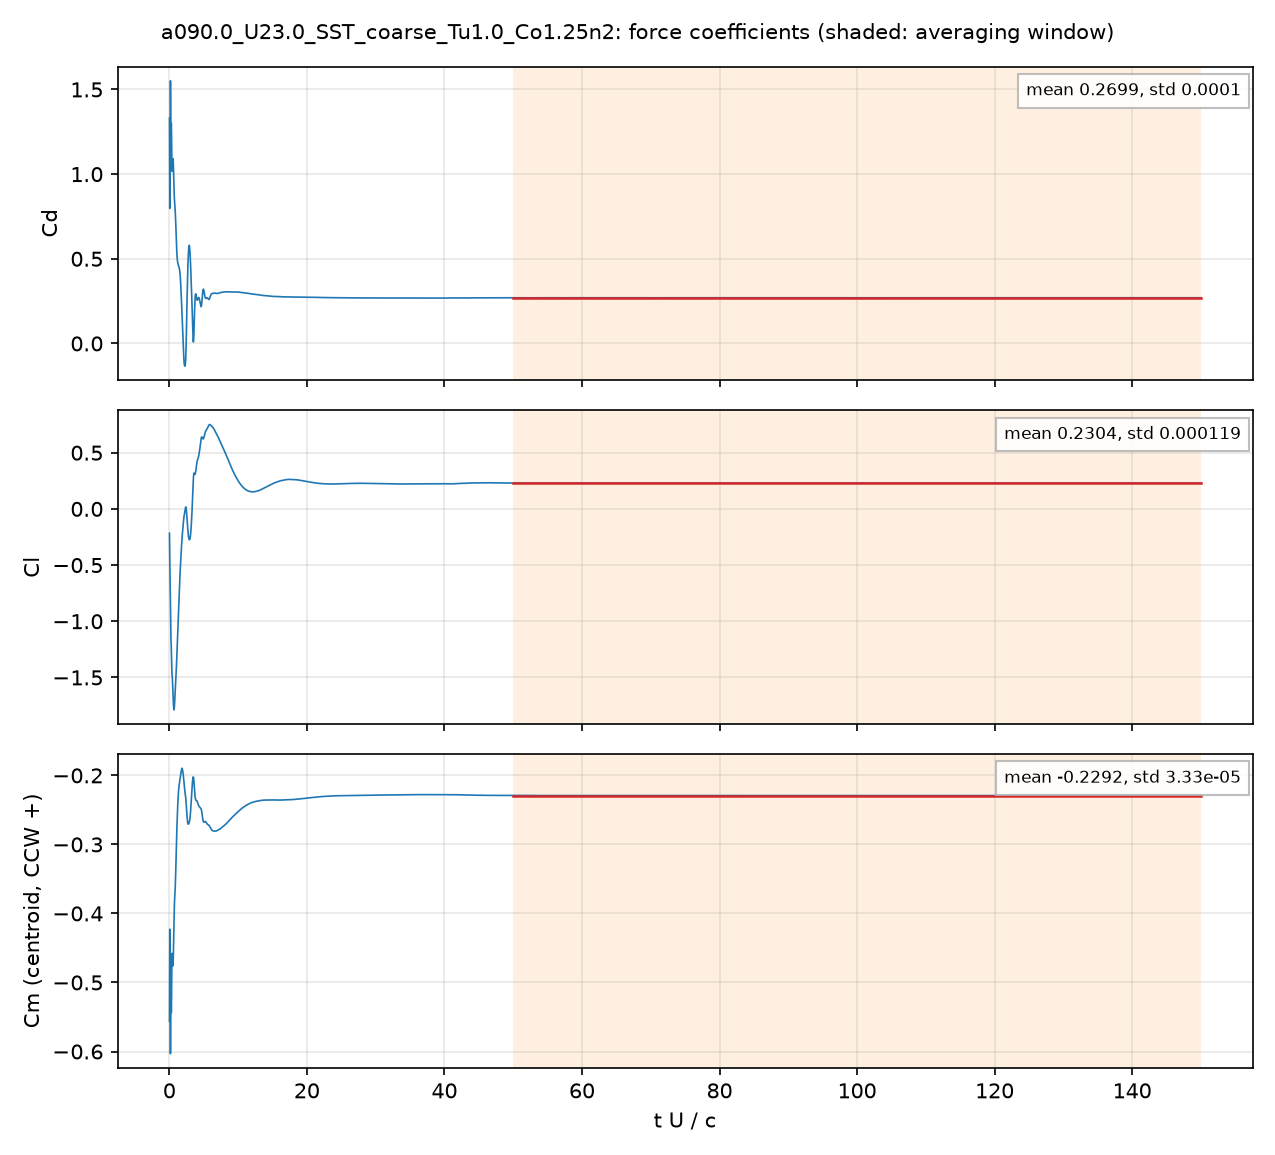 a090.0_U23.0_SST_coarse_Tu1.0_Co1.25n2: force coefficients (shaded: averaging window)
mean 0.2699, std 0.0001
1.5
1.0
0.5
0.0
Cd
mean 0.2304, std 0.000119
0.5
0.0
−0.5
−1.0
−1.5
Cl
mean -0.2292, std 3.33e-05
−0.2
−0.3
−0.4
−0.5
−0.6
Cm (centroid, CCW +)
0 20 40 60 80 100 120 140
t U / c